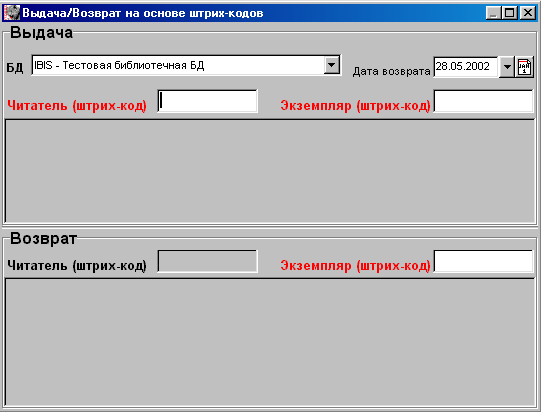 Выдача/Возврат на основе штрих-кодов
Выдача
БД IBIS - Тестовая библиотечная БД Дата возврата 28.05.2002
Читатель (штрих-код) Экземпляр (штрих-код)
Возврат
Читатель (штрих-код) Экземпляр (штрих-код)